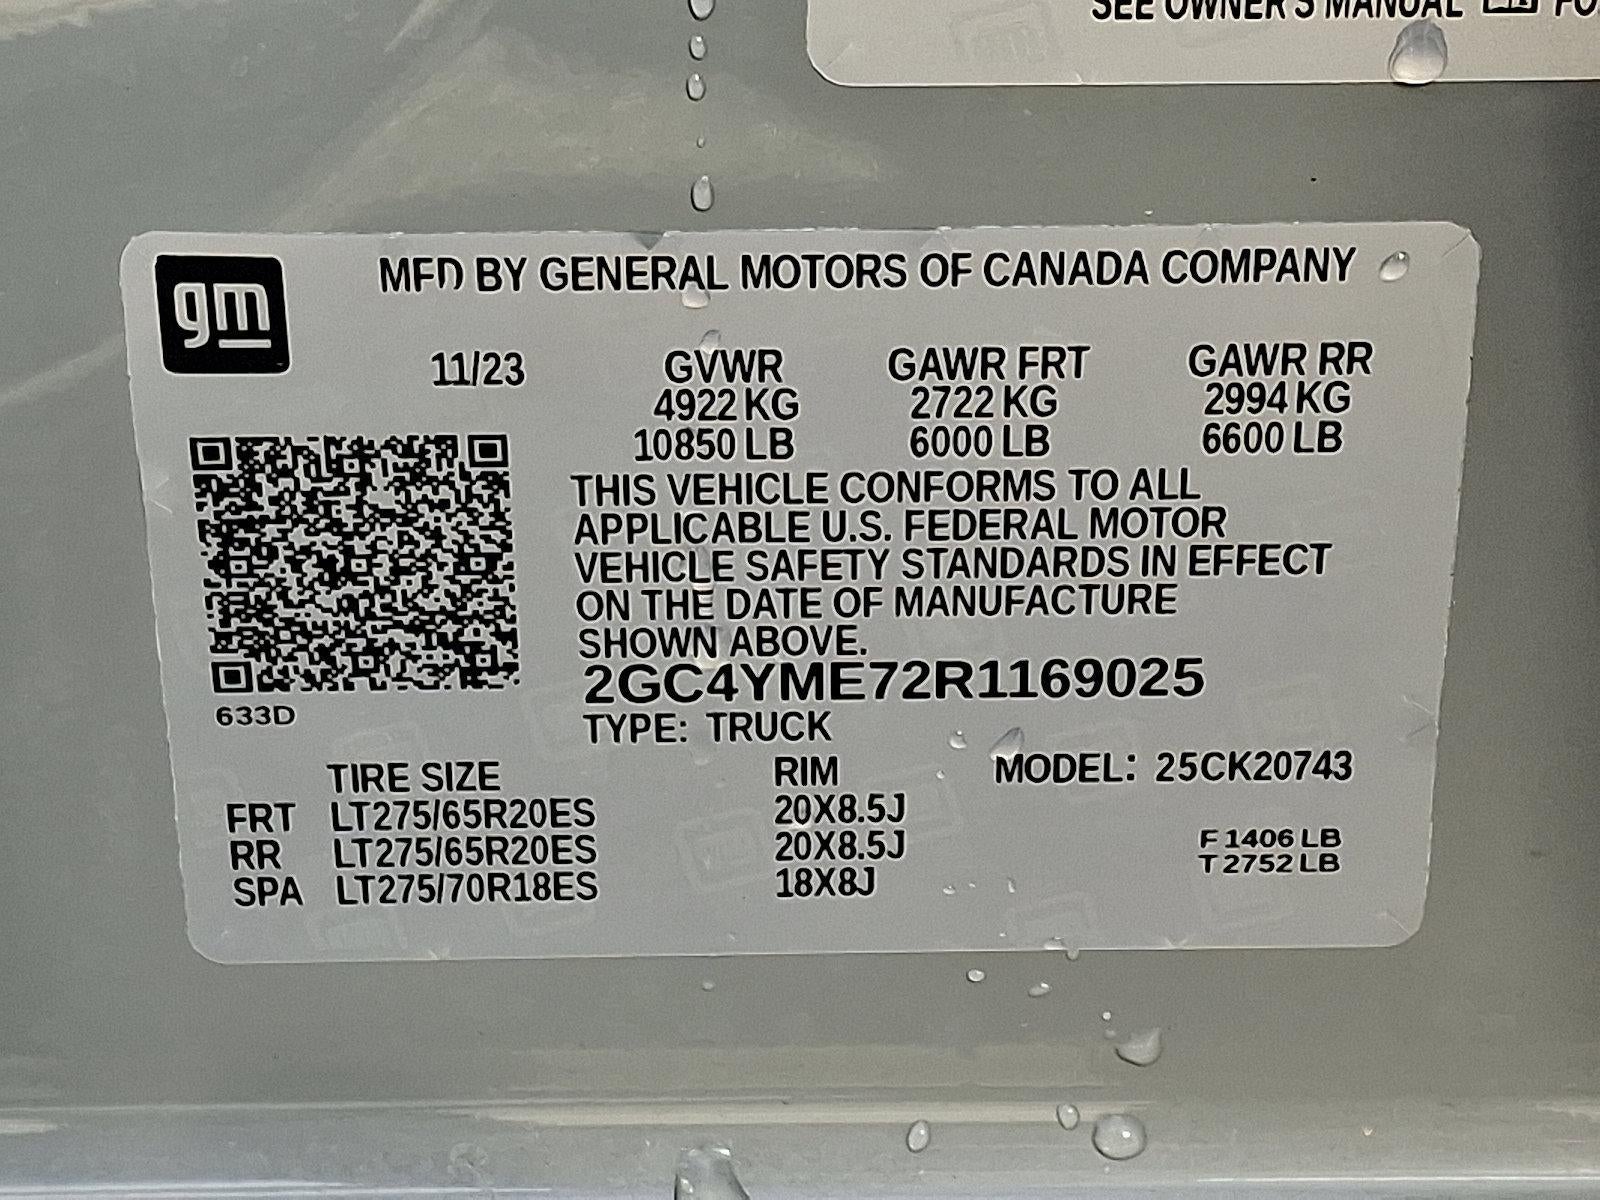 SEE OWNER'S MANUAL
gm
MFD BY GENERAL MOTORS OF CANADA COMPANY
11/23 GVWR GAWR FRT GAWR RR
4922 KG 2722 KG 2994 KG
10850 LB 6000 LB 6600 LB
THIS VEHICLE CONFORMS TO ALL
APPLICABLE U.S. FEDERAL MOTOR
VEHICLE SAFETY STANDARDS IN EFFECT
ON THE DATE OF MANUFACTURE
SHOWN ABOVE.
2GC4YME72R1169025
633D
TYPE: TRUCK
TIRE SIZE RIM MODEL: 25CK20743
FRT LT275/65R20ES 20X8.5J
RR LT275/65R20ES 20X8.5J
SPA LT275/70R18ES 18X8J
F 1406 LB
T 2752 LB